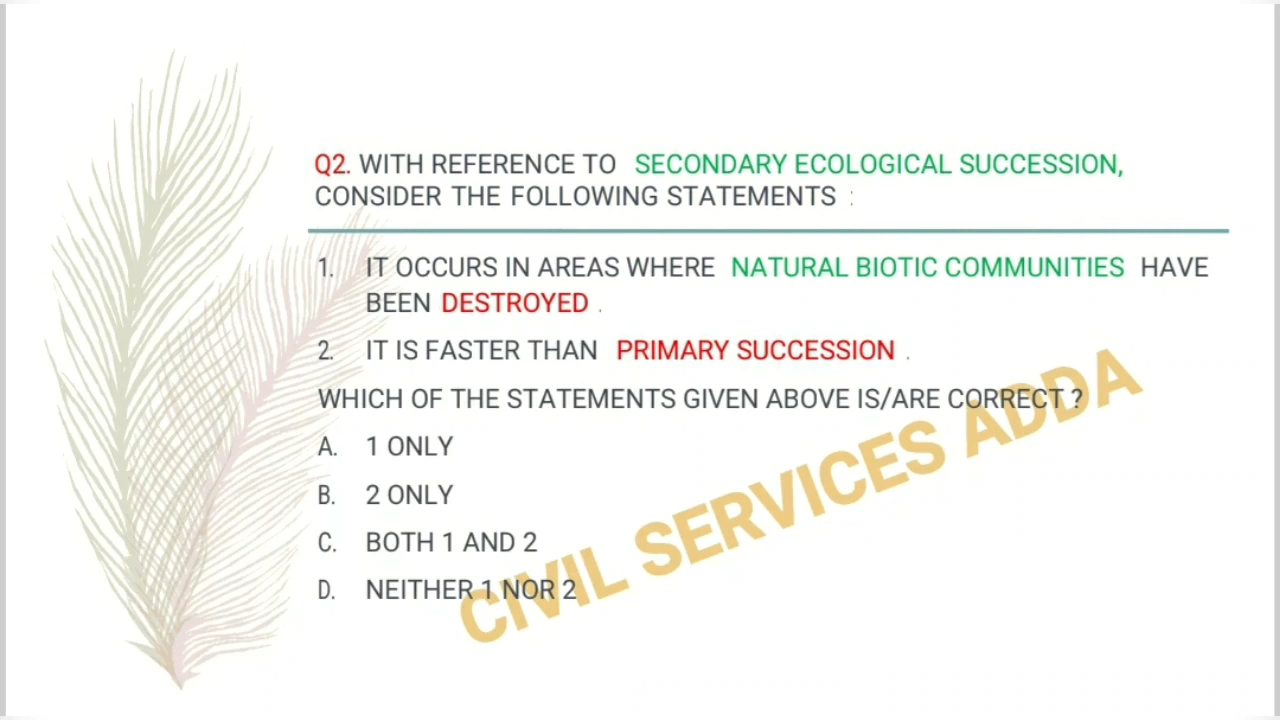 Q2. WITH REFERENCE TO SECONDARY ECOLOGICAL SUCCESSION,
CONSIDER THE FOLLOWING STATEMENTS :
1. IT OCCURS IN AREAS WHERE NATURAL BIOTIC COMMUNITIES HAVE
BEEN DESTROYED .
2. IT IS FASTER THAN PRIMARY SUCCESSION .
WHICH OF THE STATEMENTS GIVEN ABOVE IS/ARE CORRECT ?
A. 1 ONLY
B. 2 ONLY
C. BOTH 1 AND 2
D. NEITHER 1 NOR 2
CIVIL SERVICES ADDA